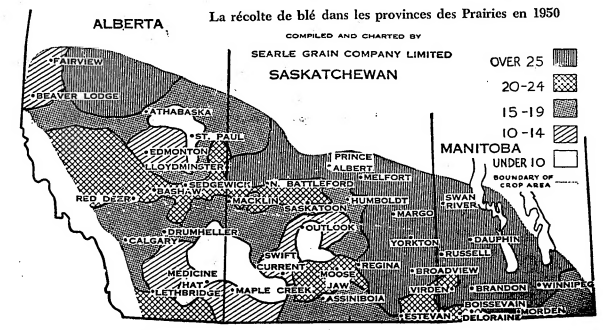 La récolte de blé dans les provinces des Prairies en 1950
ALBERTA
COMPILED AND CHARTED BY
SEARLE GRAIN COMPANY LIMITED
SASKATCHEWAN
OVER 25
20-24
15-19
10-14
MANITOBA
UNDER 10
BOUNDARY OF
CROP AREA
FAIRVIEW
BEAVER LODGE
ATHABASKA
ST. PAUL
EDMONTON
LLOYDMINSTER
PRINCE
ALBERT
MELFORT
SEDGEWICK
N. BATTLEFORD
BASHAW
RED DEER
MACKLIN
SASKATOON
HUMBOLDT
SWAN
RIVER
MARGO
DRUMHELLER
OUTLOOK
CALGARY
YORKTON
DAUPHIN
RUSSELL
SWIFT
CURRENT
REGINA
BROADVIEW
MEDICINE
HAT
MOOSE
JAW
LETHBRIDGE
MAPLE CREEK
ASSINIBOIA
VIRDEN
BRANDON
WINNIPEG
BOISSEVAIN
ESTEVAN
DELORAINE
MORDEN